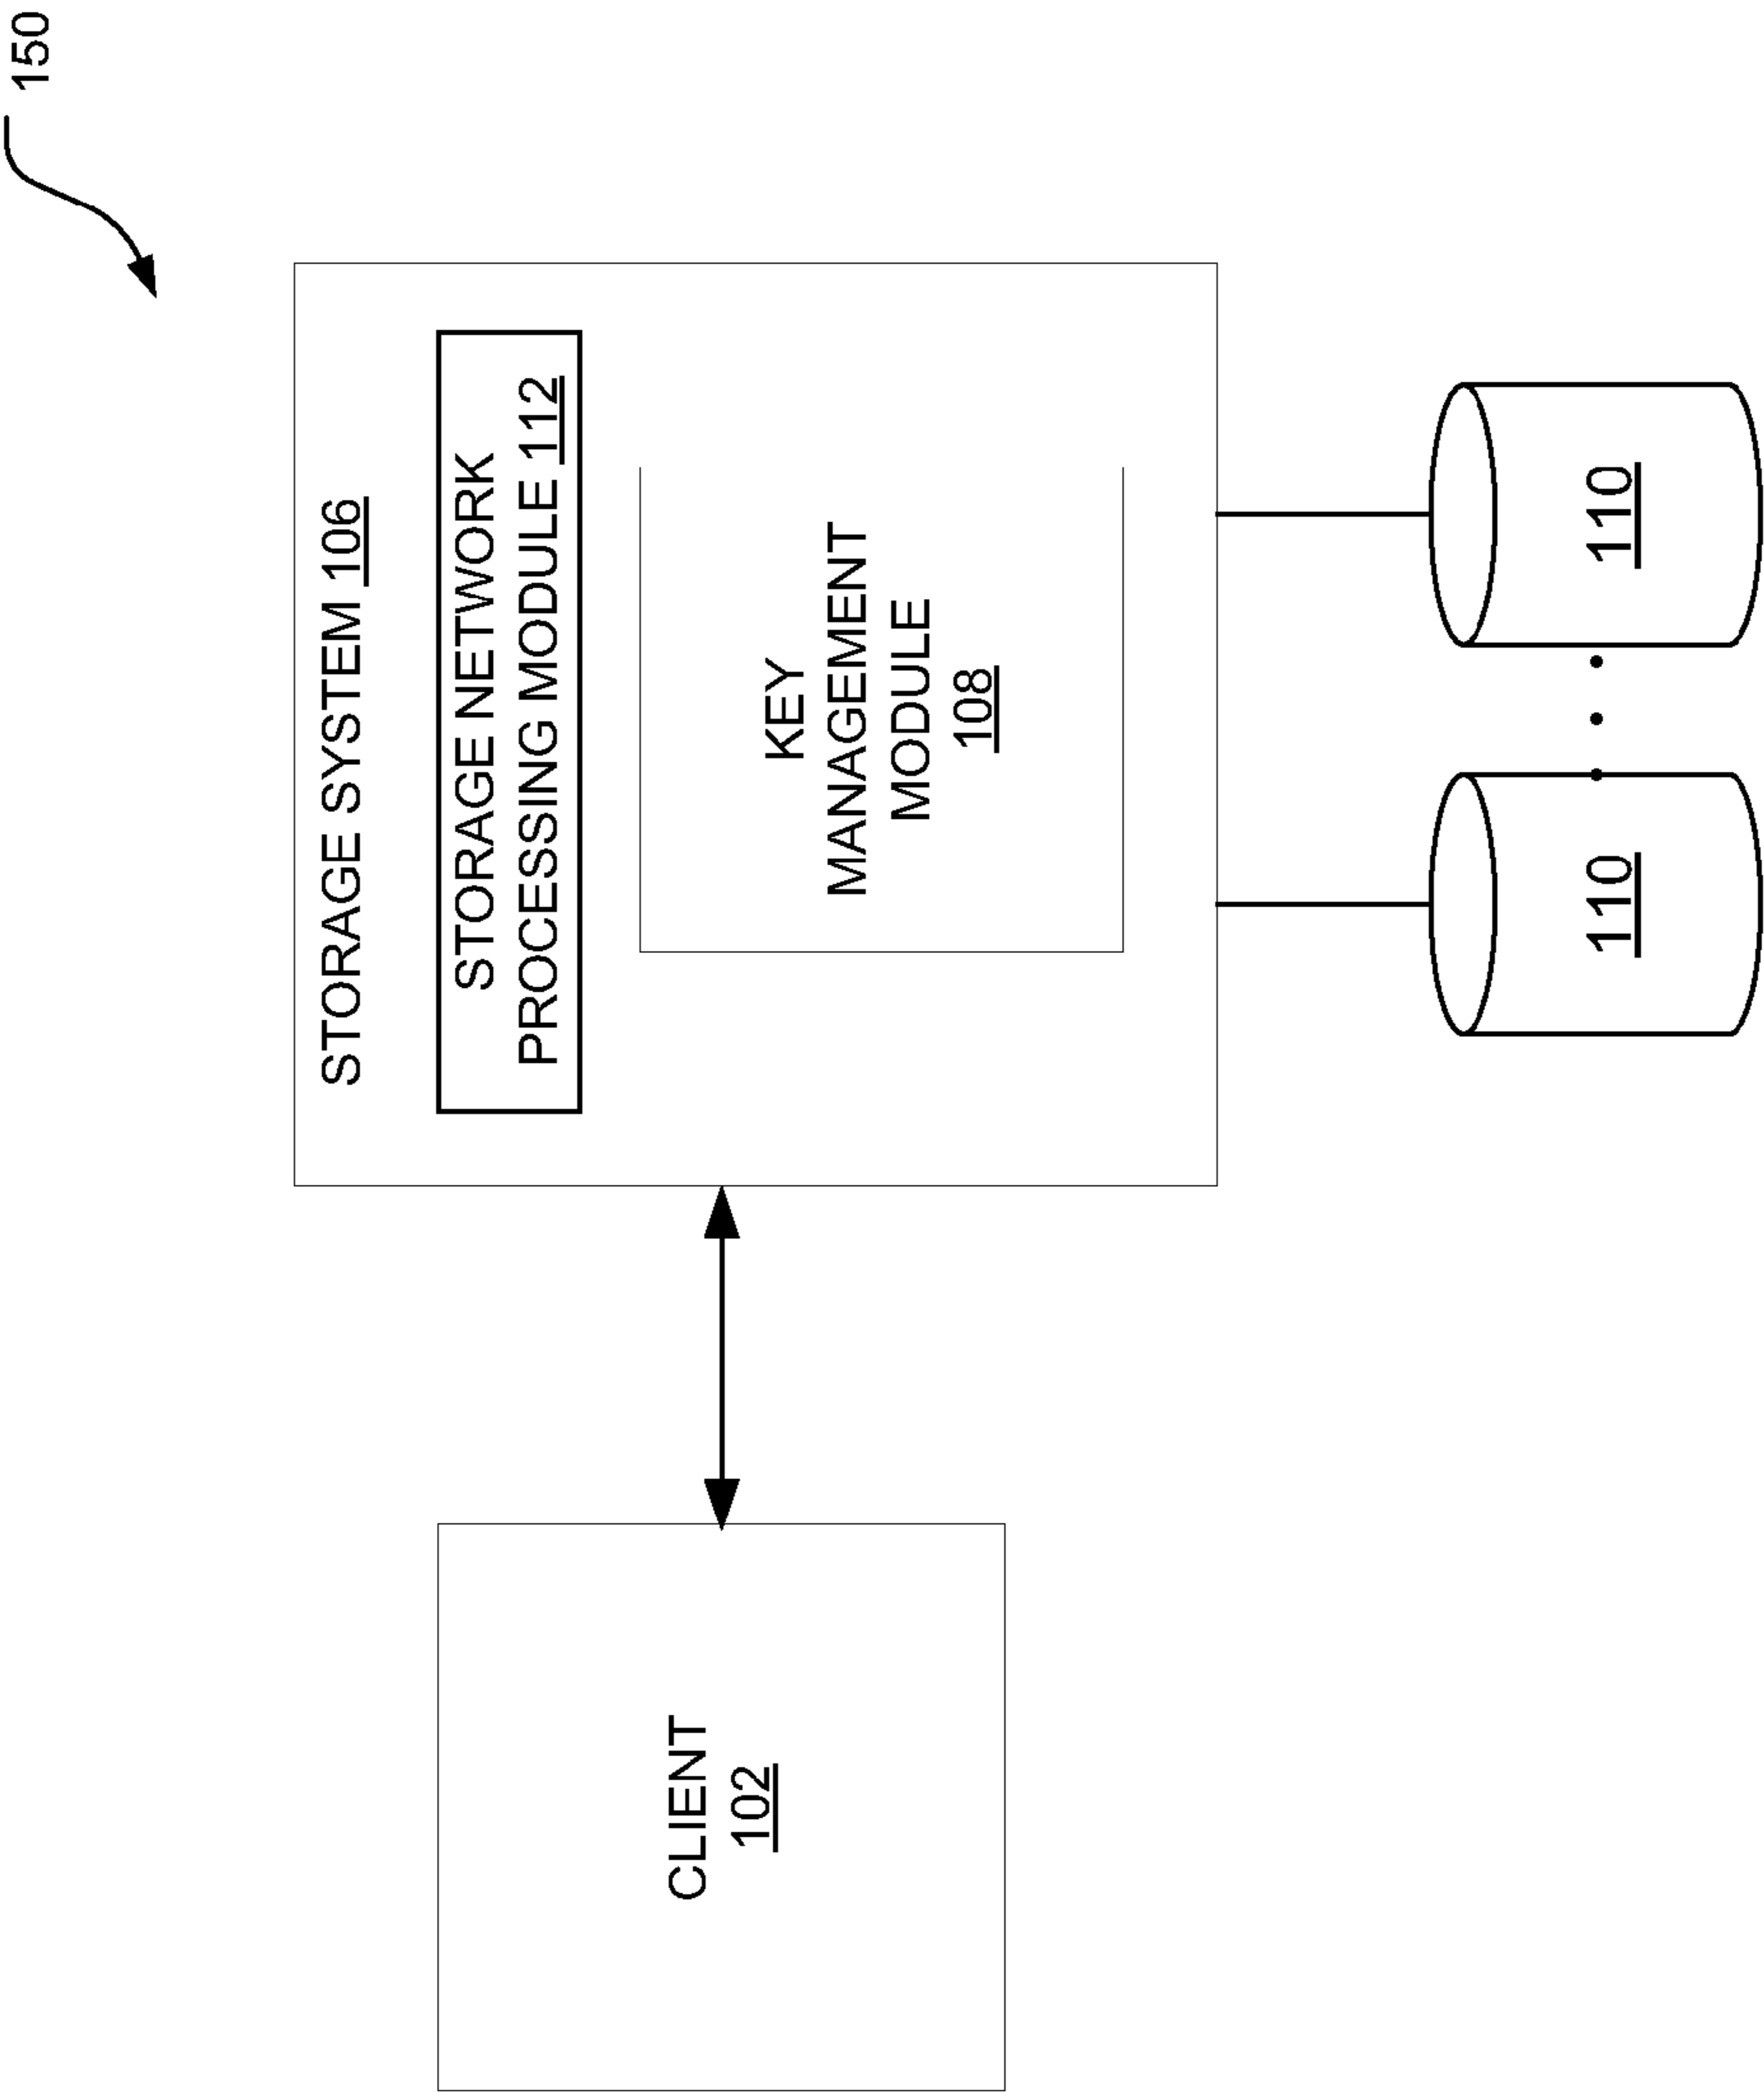 150
STORAGE SYSTEM 106
STORAGE NETWORK
PROCESSING MODULE 112
KEY
MANAGEMENT
MODULE
108
CLIENT
102
110
110